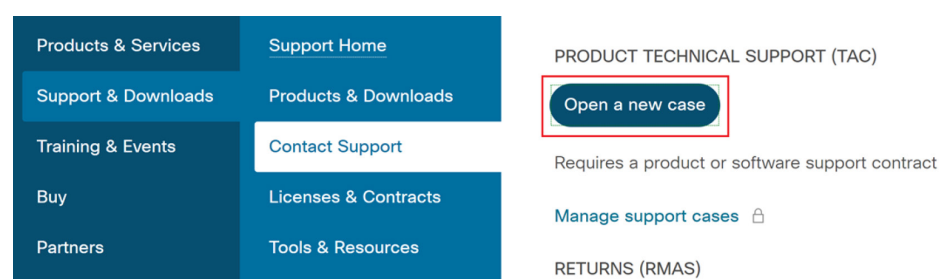 Products & Services
Support & Downloads
Training & Events
Buy
Partners
Support Home
Products & Downloads
Contact Support
Licenses & Contracts
Tools & Resources
PRODUCT TECHNICAL SUPPORT (TAC)
Open a new case
Requires a product or software support contract
Manage support cases
RETURNS (RMAS)